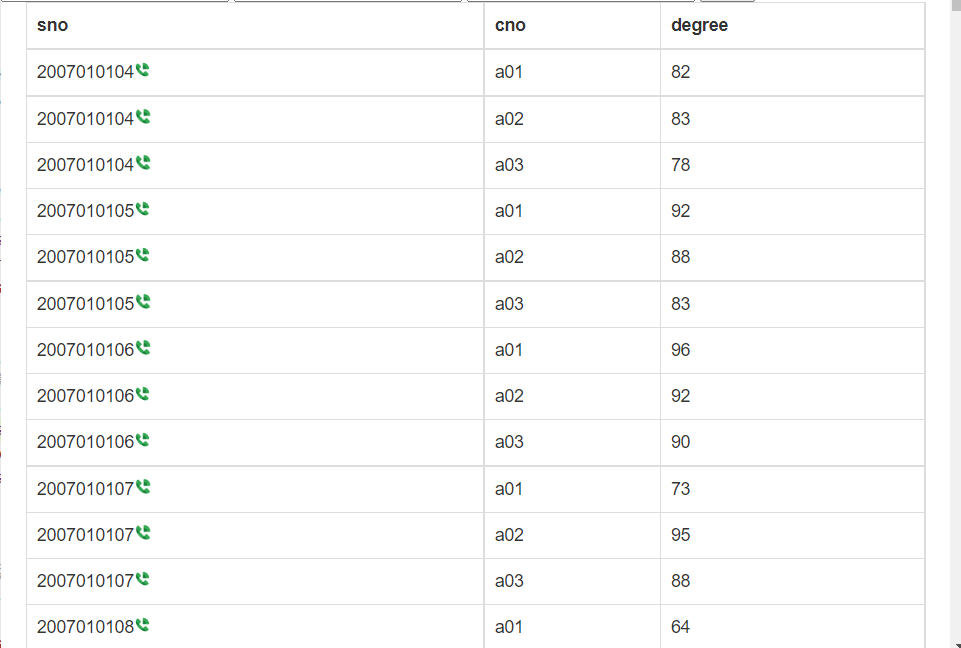 sno cno degree
2007010104 a01 82
2007010104 a02 83
2007010104 a03 78
2007010105 a01 92
2007010105 a02 88
2007010105 a03 83
2007010106 a01 96
2007010106 a02 92
2007010106 a03 90
2007010107 a01 73
2007010107 a02 95
2007010107 a03 88
2007010108 a01 64